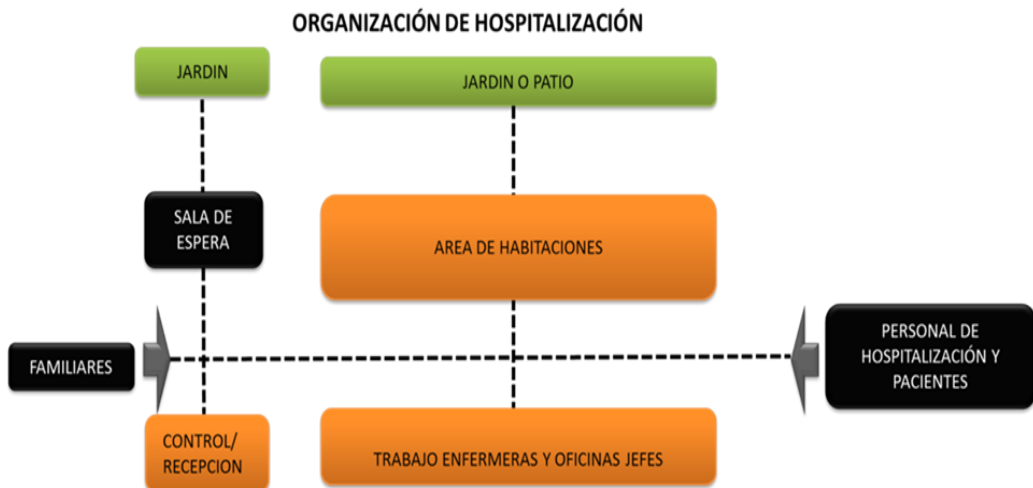 ORGANIZACIÓN DE HOSPITALIZACIÓN
JARDIN
JARDIN O PATIO
SALA DE
ESPERA
AREA DE HABITACIONES
FAMILIARES
PERSONAL DE
HOSPITALIZACIÓN Y
PACIENTES
CONTROL/
RECEPCION
TRABAJO ENFERMERAS Y OFICINAS JEFES